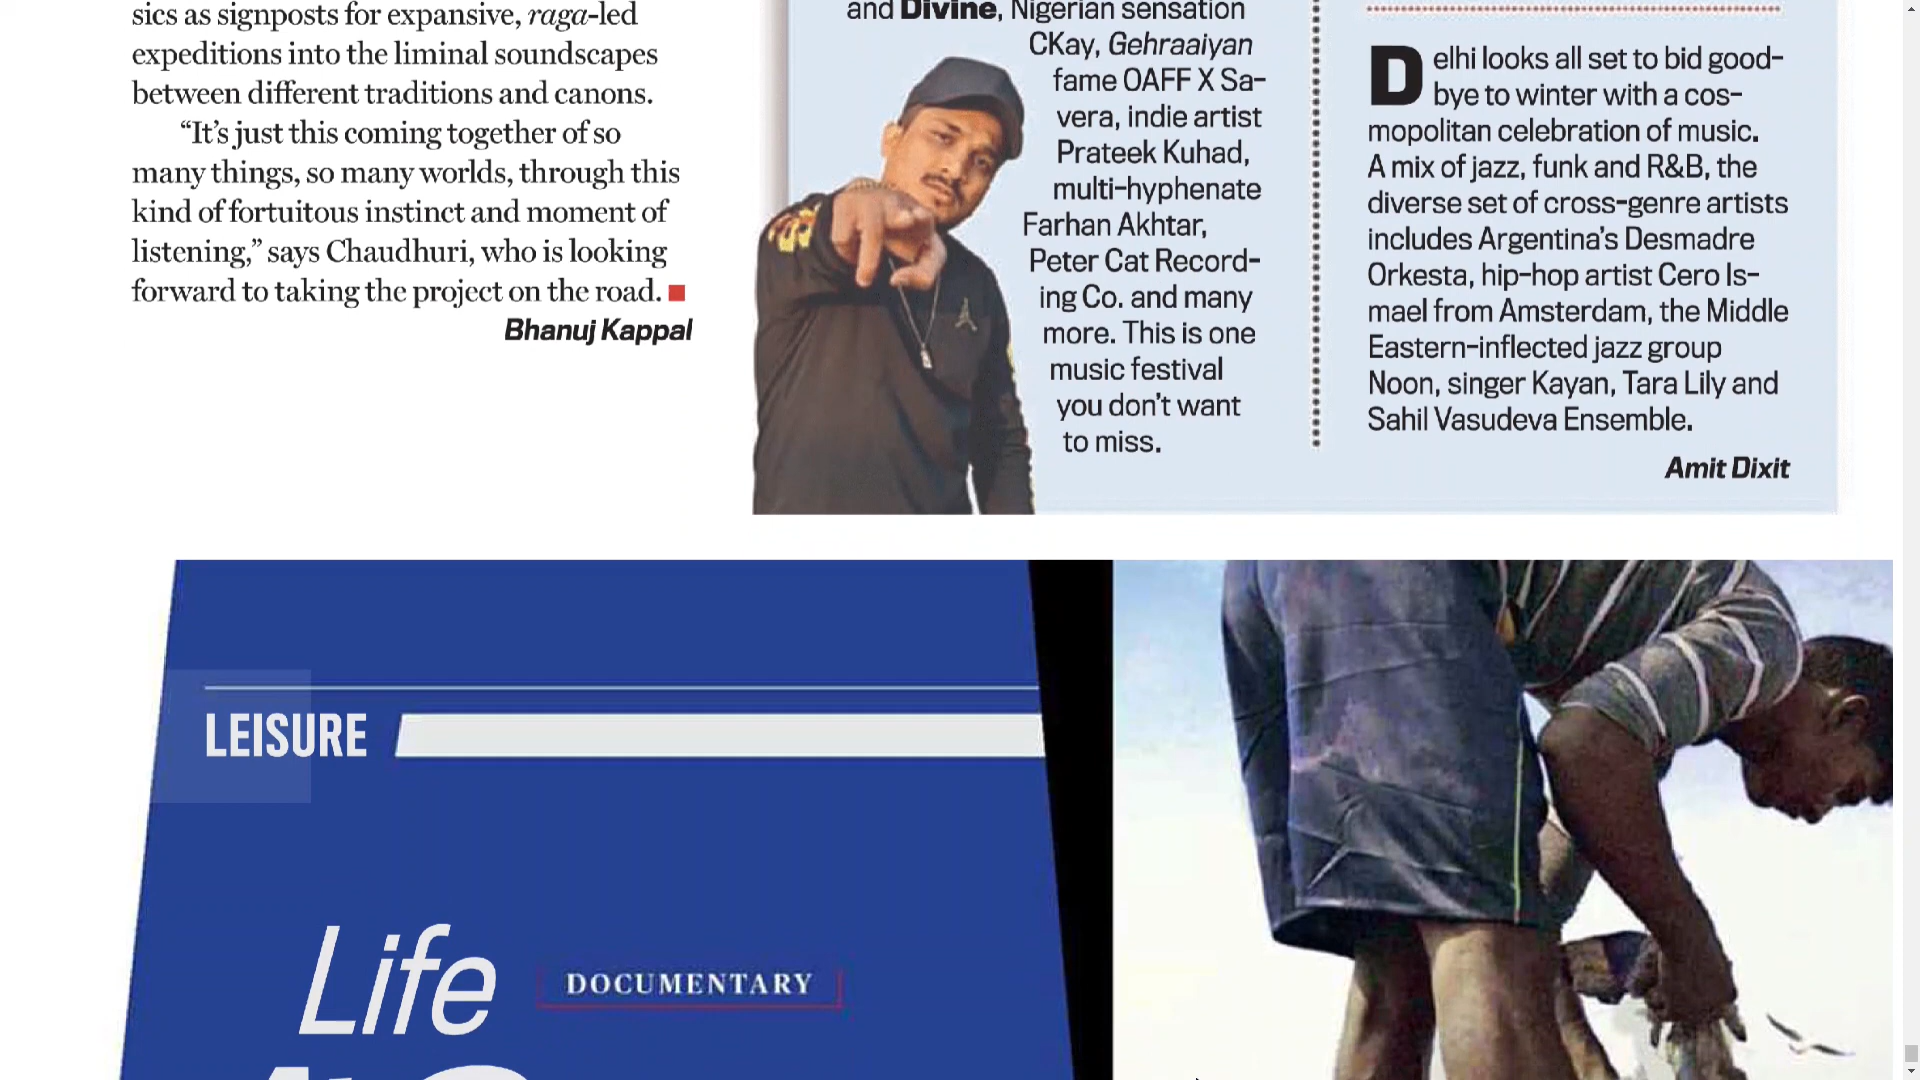 sics as signposts for expansive, raga-led
expeditions into the liminal soundscapes
between different traditions and canons.
“It’s just this coming together of so
many things, so many worlds, through this
kind of fortuitous instinct and moment of
listening,” says Chaudhuri, who is looking
forward to taking the project on the road.
Bhanuj Kappal
and Divine, Nigerian sensation
CKay, Gehraaiyan
fame OAFF X Sa-
vera, indie artist
Prateek Kuhad,
multi-hyphenate
Farhan Akhtar,
Peter Cat Record-
ing Co. and many
more. This is one
music festival
you don’t want
to miss.
Delhi looks all set to bid good-
bye to winter with a cos-
mopolitan celebration of music.
A mix of jazz, funk and R&B, the
diverse set of cross-genre artists
includes Argentina’s Desmadre
Orkesta, hip-hop artist Cero Is-
mael from Amsterdam, the Middle
Eastern-inflected jazz group
Noon, singer Kayan, Tara Lily and
Sahil Vasudeva Ensemble.
Amit Dixit
LEISURE
Life
DOCUMENTARY